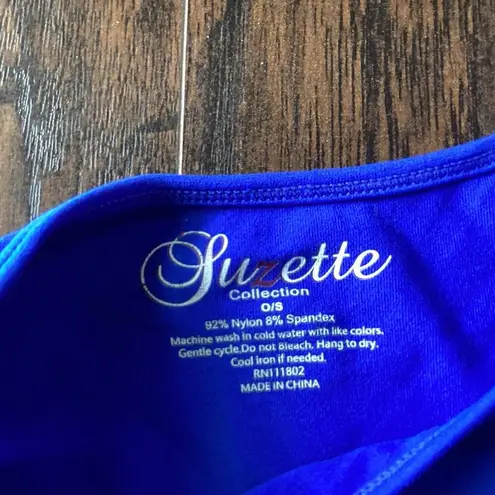 Suzette
Collection
O/S
92% Nylon 8% Spandex
Machine wash in cold water with like colors.
Gentle cycle.Do not Bleach. Hang to dry.
Cool iron if needed.
RN111802
MADE IN CHINA